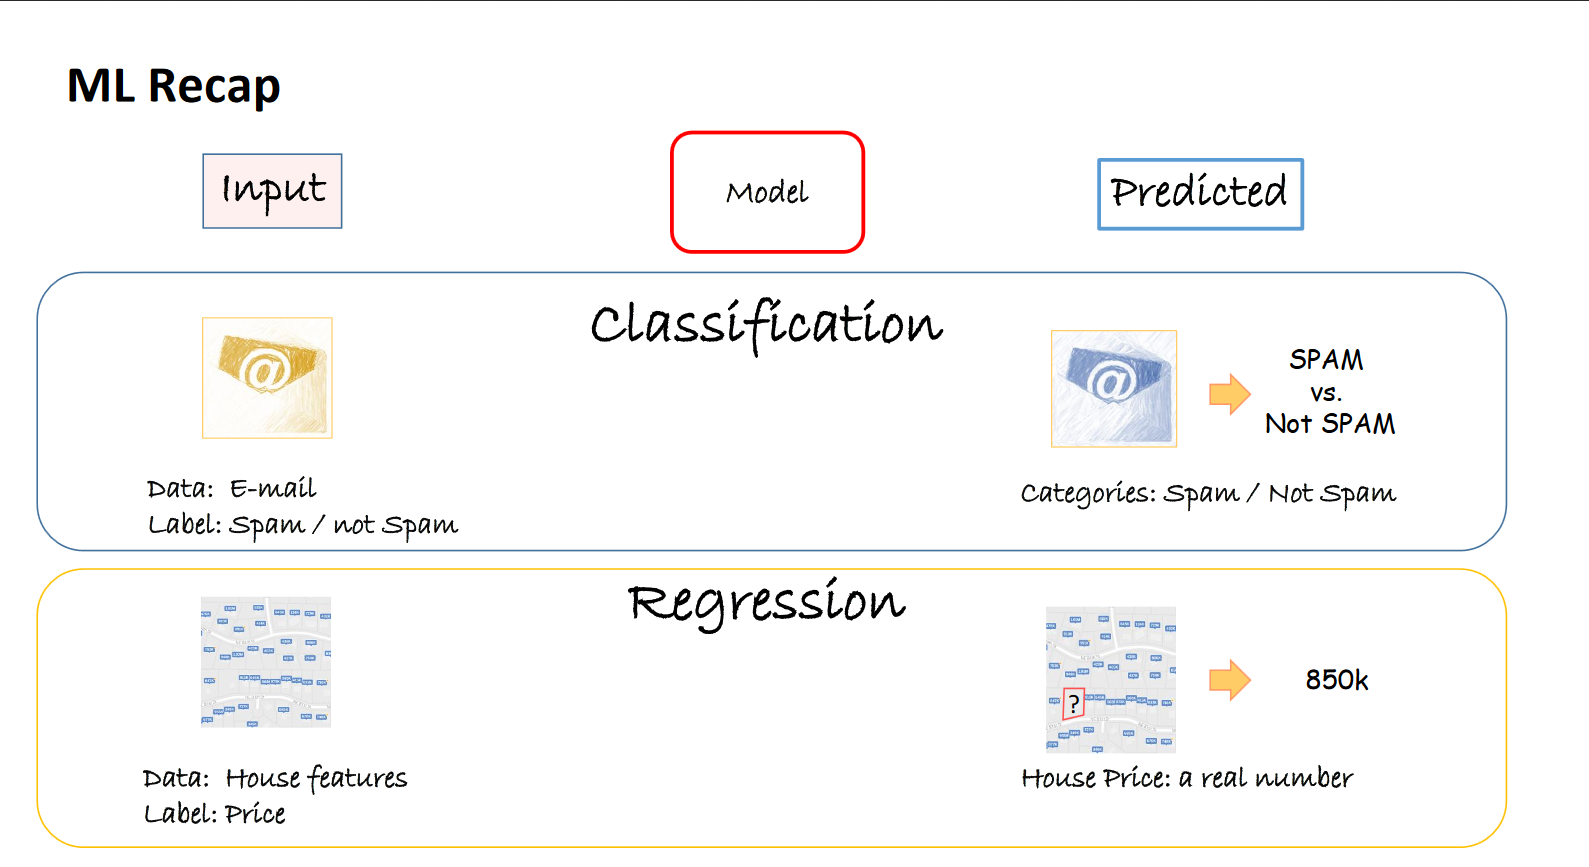 ML Recap
Input
Model
Predicted
Classification
@
@
SPAM
vs.
Not SPAM
Data: E-mail
Label: Spam / not Spam
Categories: Spam / Not Spam
Regression
?
850k
Data: House features
Label: Price
House Price: a real number